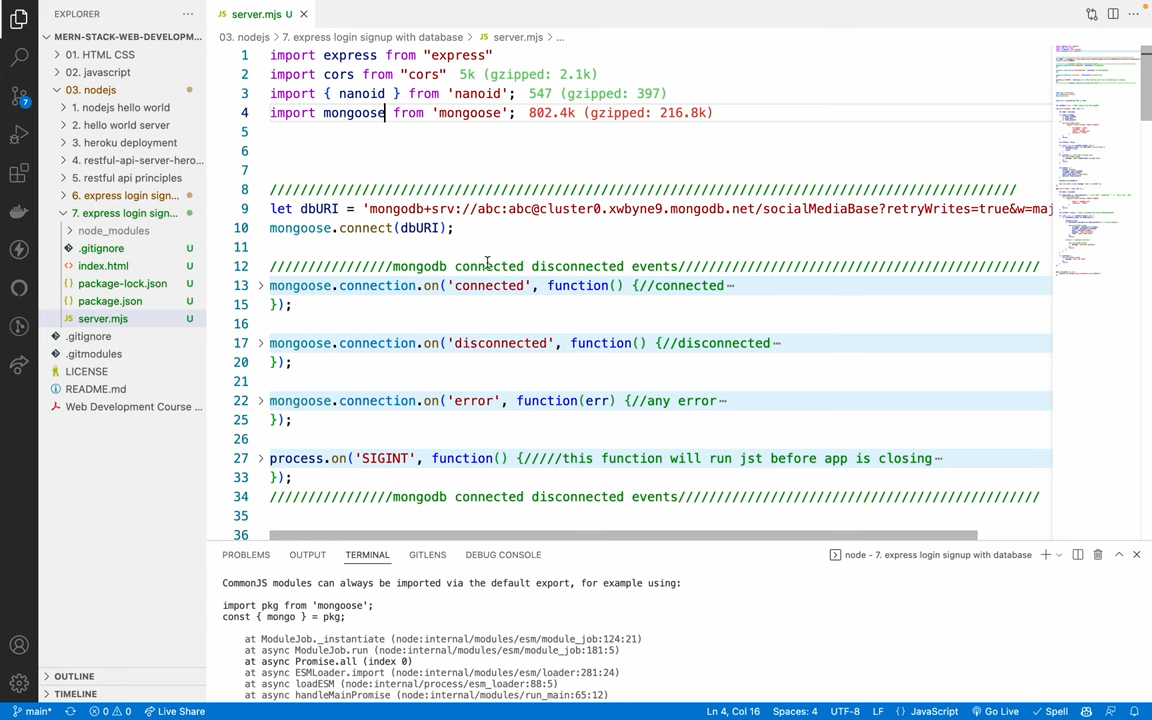 EXPLORER ···
MERN-STACK-WEB-DEVELOPM...
01. HTML CSS
02. javascript
03. nodejs
1. nodejs hello world
2. hello world server
3. heroku deployment
4. restful-api-server-hero...
5. restful api principles
6. express login sign...
7. express login sign...
node_modules
.gitignore U
index.html U
package-lock.json U
package.json U
server.mjs U
.gitignore
.gitmodules
LICENSE
README.md
Web Development Course ...
OUTLINE
TIMELINE
7
JS server.mjs U
03. nodejs > 7. express login signup with database > JS server.mjs > ...
1 import express from "express"
2 import cors from "cors" 5k (gzipped: 2.1k)
3 import { nanoid } from 'nanoid'; 547 (gzipped: 397)
4 import mongoose from 'mongoose'; 802.4k (gzipped: 216.8k)
5
6
7
8 /////////////////////////////////////////////////////////////////////////////////////////////////
9 let dbURI = 'mongodb+srv://abc:abc@cluster0.xwbyne9.mongodb.net/socialMediaBase?retryWrites=true&w=maj
10 mongoose.connect(dbURI);
11
12 ////////////////mongodb connected disconnected events///////////////////////////////////////////////
13 mongoose.connection.on('connected', function() {//connected ···
15 });
16
17 mongoose.connection.on('disconnected', function() {//disconnected ···
20 });
21
22 mongoose.connection.on('error', function(err) {//any error ···
25 });
26
27 process.on('SIGINT', function() {/////this function will run jst before app is closing ···
33 });
34 ////////////////mongodb connected disconnected events///////////////////////////////////////////////
35
36
PROBLEMS OUTPUT TERMINAL GITLENS DEBUG CONSOLE node - 7. express login signup with database
CommonJS modules can always be imported via the default export, for example using:
import pkg from 'mongoose';
const { mongo } = pkg;
at ModuleJob._instantiate (node:internal/modules/esm/module_job:124:21)
at async ModuleJob.run (node:internal/modules/esm/module_job:181:5)
at async Promise.all (index 0)
at async ESMLoader.import (node:internal/modules/esm/loader:281:24)
at async loadESM (node:internal/process/esm_loader:88:5)
at async handleMainPromise (node:internal/modules/run_main:65:12)
main* 0 0 Live Share Ln 4, Col 16 Spaces: 4 UTF-8 LF {} JavaScript Go Live Spell